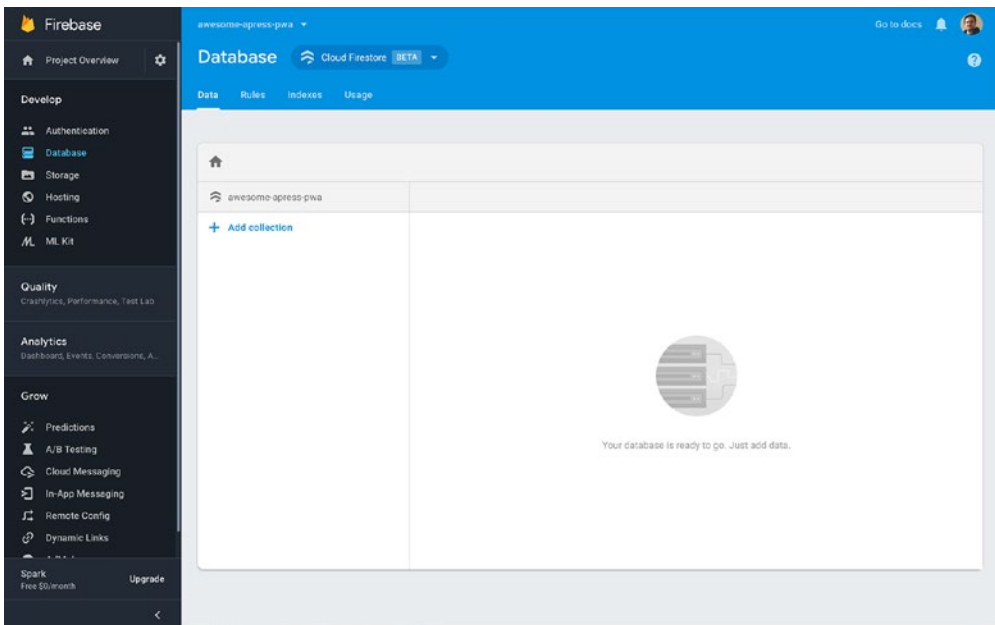 Firebase
Project Overview
Develop
Authentication
Database
Storage
Hosting
Functions
ML Kit
Quality
Crashlytics, Performance, Test Lab
Analytics
Dashboard, Events, Conversions, A...
Grow
Predictions
A/B Testing
Cloud Messaging
In-App Messaging
Remote Config
Dynamic Links
Spark
Free $0/month
Upgrade
awesome-apress-pwa
Go to docs
Database
Cloud Firestore BETA
Data Rules Indexes Usage
awesome-apress-pwa
+ Add collection
Your database is ready to go. Just add data.